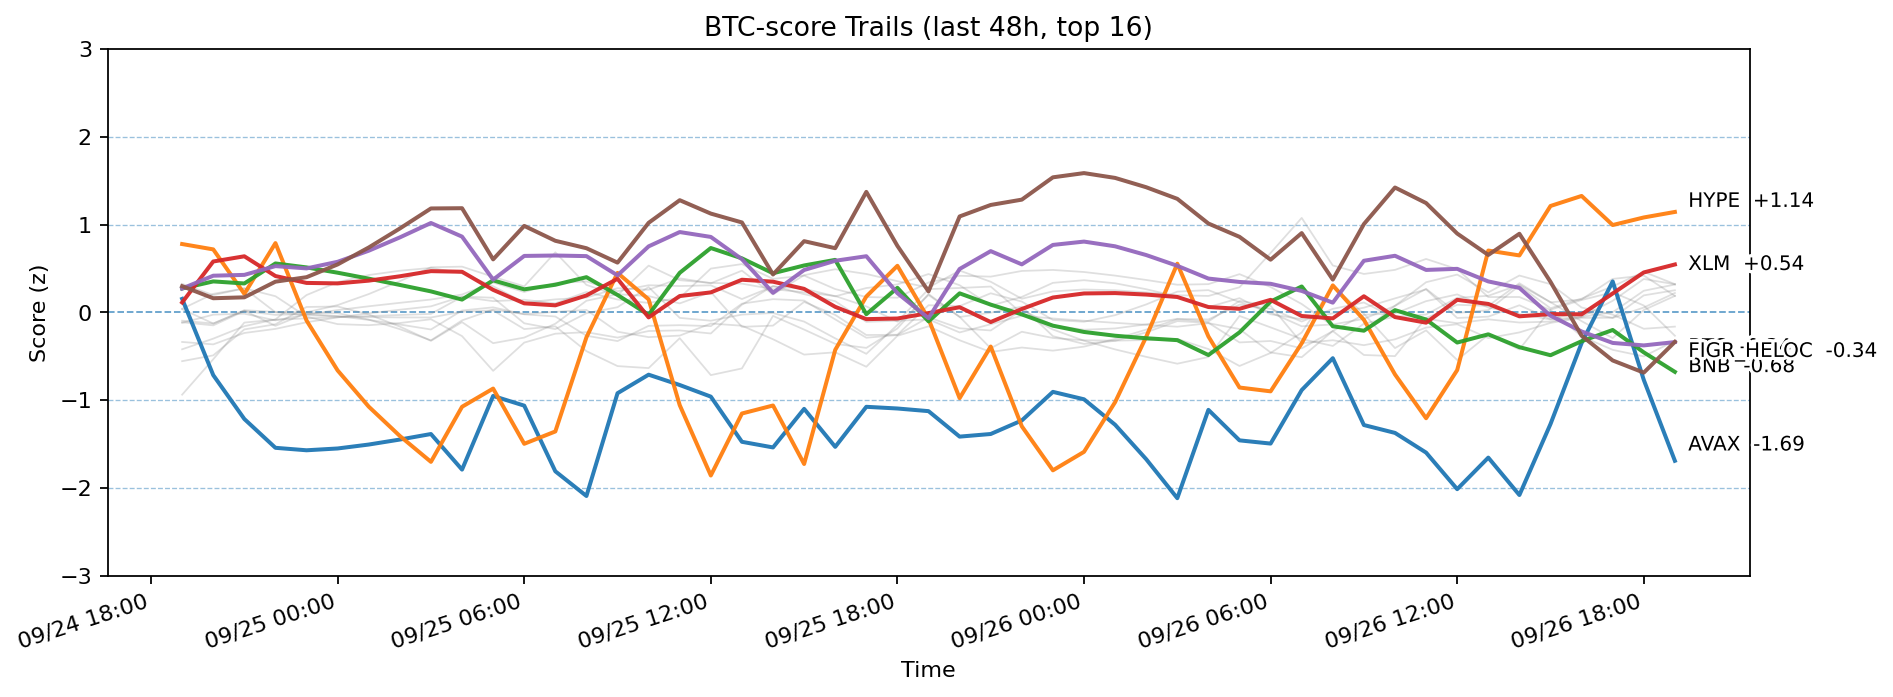 BTC-score Trails (last 48h, top 16)
3
2
1
0
−1
−2
−3
Score (z)
HYPE +1.14
XLM +0.54
FIGR_HELOC -0.34
BNB -0.68
AVAX -1.69
09/24 18:00
09/25 00:00
09/25 06:00
09/25 12:00
09/25 18:00
09/26 00:00
09/26 06:00
09/26 12:00
09/26 18:00
Time